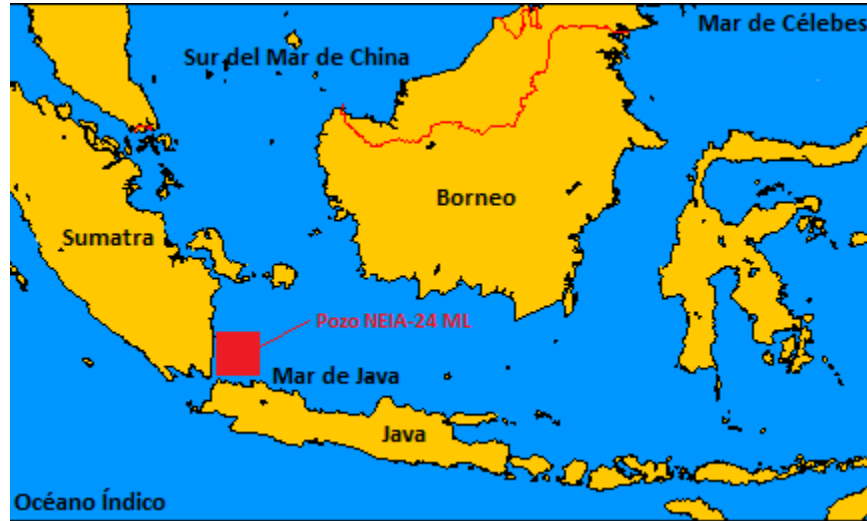 Mar de Célebes
Sur del Mar de China
Borneo
Sumatra
Pozo NEIA-24 ML
Mar de Java
Java
Océano Índico